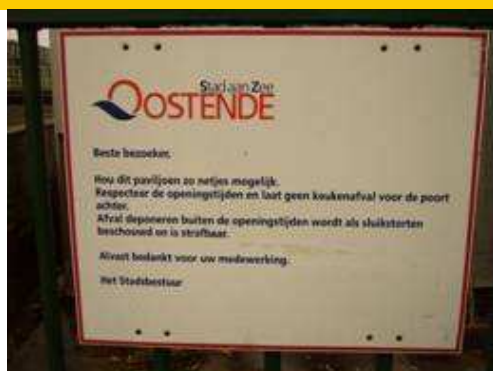 Stad aan Zee
OOSTENDE
Beste bezoeker,
Hou dit paviljoen zo netjes mogelijk.
Respecteer de openingstijden en laat geen keukenafval voor de poort
achter.
Afval deponeren buiten de openingstijden wordt als sluikstorten
beschouwd en is strafbaar.
Alvast bedankt voor uw medewerking.
Het Stadsbestuur